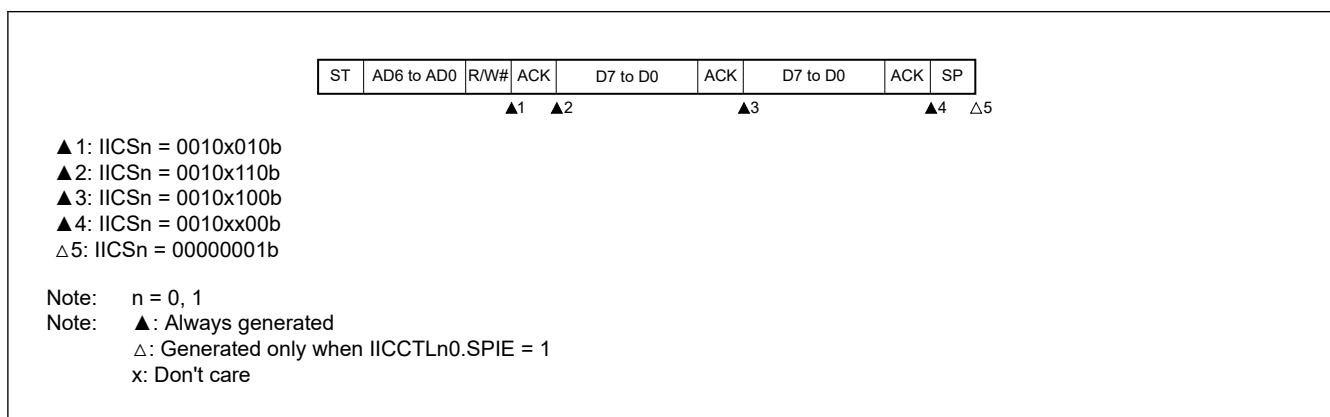 ST AD6 to AD0 R/W# ACK D7 to D0 ACK D7 to D0 ACK SP
▲1 ▲2 ▲3 ▲4 △5
▲1: IICSn = 0010x010b
▲2: IICSn = 0010x110b
▲3: IICSn = 0010x100b
▲4: IICSn = 0010xx00b
△5: IICSn = 00000001b
Note: n = 0, 1
Note: ▲: Always generated
△: Generated only when IICCTLn0.SPIE = 1
x: Don't care